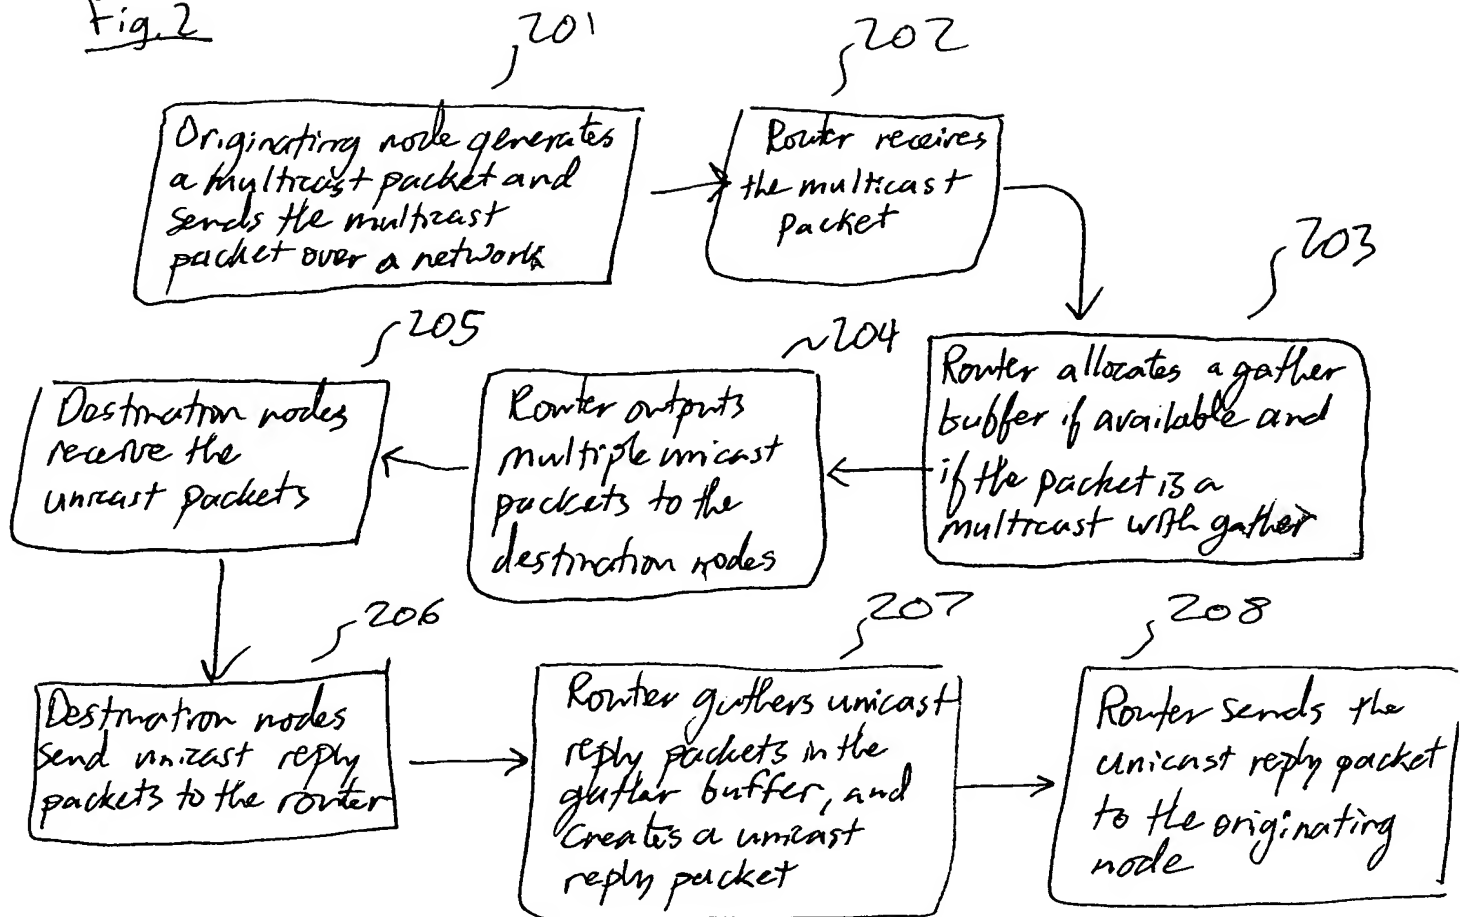 Fig. 2
201
Originating node generates
a multicast packet and
sends the multicast
packet over a network
202
Router receives
the multicast
packet
203
Router allocates a gather
buffer if available and
if the packet is a
multicast with gather
204
Router outputs
multiple unicast
packets to the
destination nodes
205
Destination nodes
receive the
unicast packets
206
Destination nodes
send unicast reply
packets to the router
207
Router gathers unicast
reply packets in the
gather buffer, and
creates a unicast
reply packet
208
Router sends the
unicast reply packet
to the originating
node